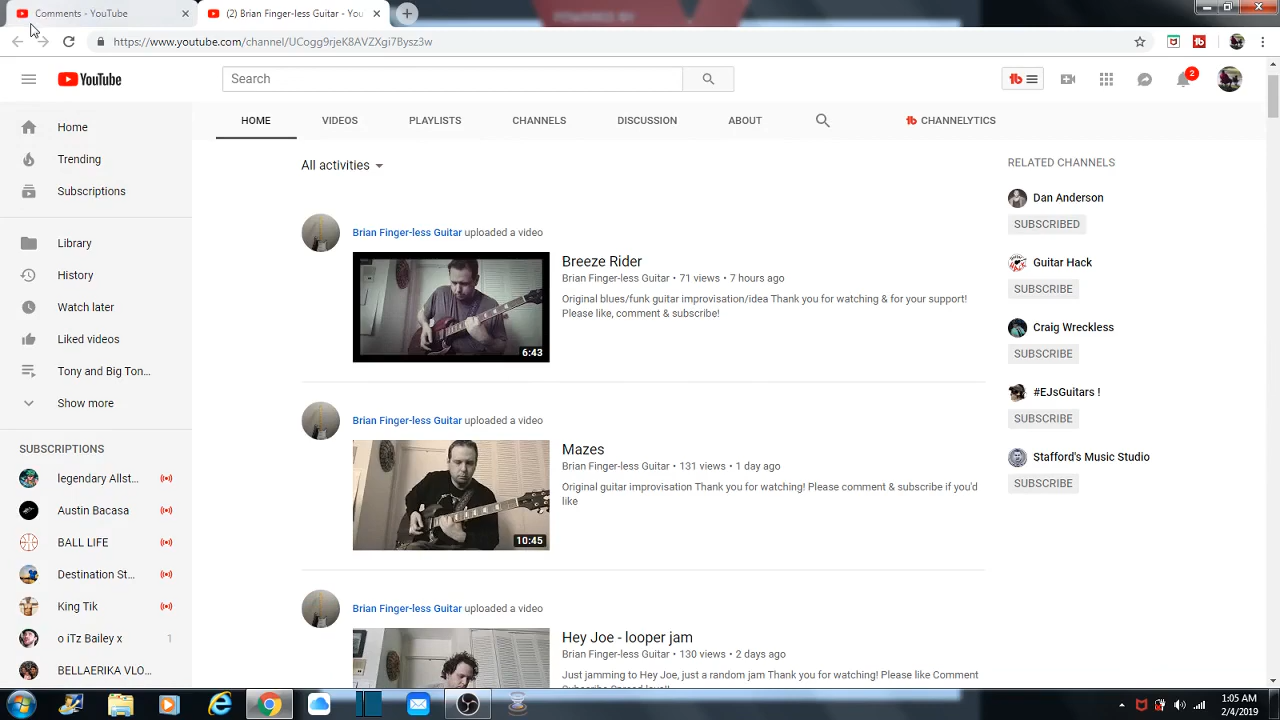 Comments - YouTube
(2) Brian Finger-less Guitar - You
https://www.youtube.com/channel/UCogg9rjeK8AVZXgi7Bysz3w
YouTube
Search
2
HOME
VIDEOS
PLAYLISTS
CHANNELS
DISCUSSION
ABOUT
CHANNELYTICS
Home
Trending
Subscriptions
Library
History
Watch later
Liked videos
Tony and Big Ton...
Show more
SUBSCRIPTIONS
legendary Allst...
Austin Bacasa
BALL LIFE
Destination St...
King Tik
o iTz Bailey x 1
BELLAERIKA VLO...
All activities
Brian Finger-less Guitar uploaded a video
6:43
Breeze Rider
Brian Finger-less Guitar • 71 views • 7 hours ago
Original blues/funk guitar improvisation/idea Thank you for watching & for your support!
Please like, comment & subscribe!
Brian Finger-less Guitar uploaded a video
10:45
Mazes
Brian Finger-less Guitar • 131 views • 1 day ago
Original guitar improvisation Thank you for watching! Please comment & subscribe if you'd
like
Brian Finger-less Guitar uploaded a video
Hey Joe - looper jam
Brian Finger-less Guitar • 130 views • 2 days ago
Just jamming to Hey Joe, just a random jam Thank you for watching! Please like Comment
RELATED CHANNELS
Dan Anderson
SUBSCRIBED
Guitar Hack
SUBSCRIBE
Craig Wreckless
SUBSCRIBE
#EJsGuitars !
SUBSCRIBE
Stafford's Music Studio
SUBSCRIBE
1:05 AM
2/4/2019